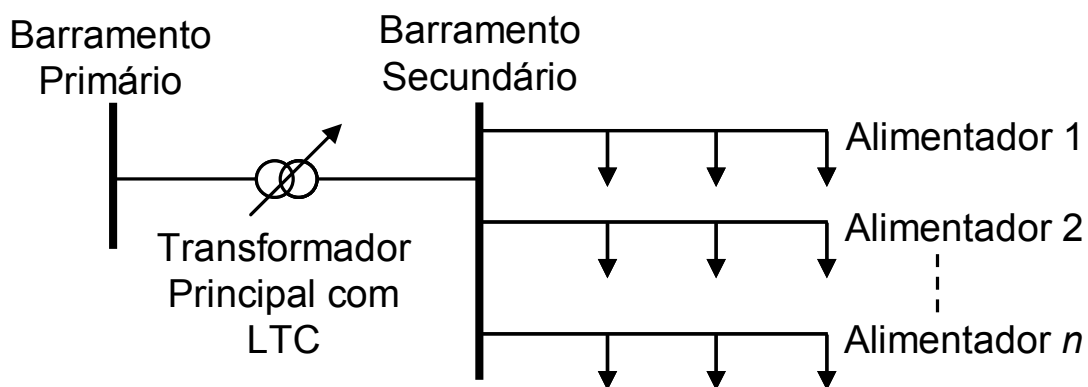 Barramento
Primário
Barramento
Secundário
Alimentador 1
Transformador
Principal com
LTC
Alimentador 2
Alimentador n